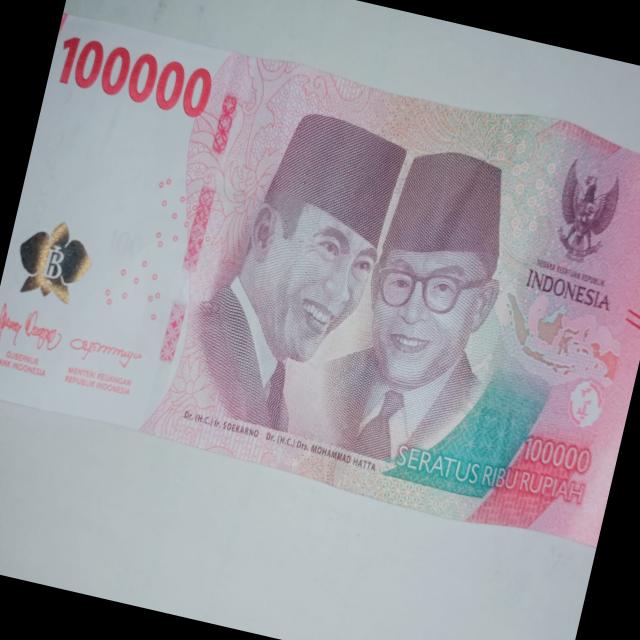 100000
INDONESIA
GUBERNUR
MENTERI KEUANGAN
REPUBLIK INDONESIA
Dr. (H.C.) Ir. SOEKARNO
Dr. (H.C.) Drs. MOHAMMAD HATTA
100000
SERATUS RIBU RUPIAH